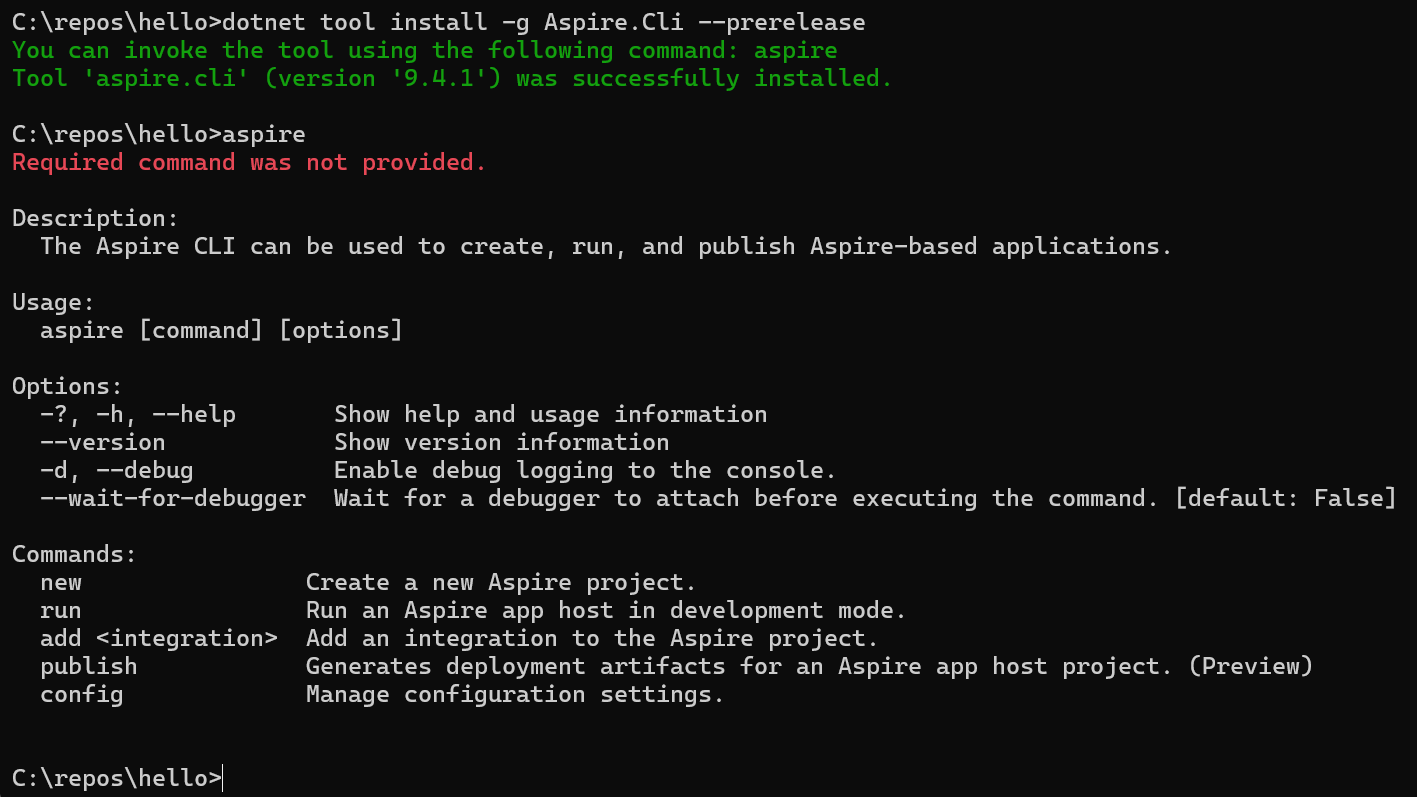 C:\repos\hello>dotnet tool install -g Aspire.Cli --prerelease
You can invoke the tool using the following command: aspire
Tool 'aspire.cli' (version '9.4.1') was successfully installed.

C:\repos\hello>aspire
Required command was not provided.

Description:
  The Aspire CLI can be used to create, run, and publish Aspire-based applications.

Usage:
  aspire [command] [options]

Options:
  -?, -h, --help       Show help and usage information
  --version            Show version information
  -d, --debug          Enable debug logging to the console.
  --wait-for-debugger  Wait for a debugger to attach before executing the command. [default: False]

Commands:
  new                Create a new Aspire project.
  run                Run an Aspire app host in development mode.
  add <integration>  Add an integration to the Aspire project.
  publish            Generates deployment artifacts for an Aspire app host project. (Preview)
  config             Manage configuration settings.


C:\repos\hello>